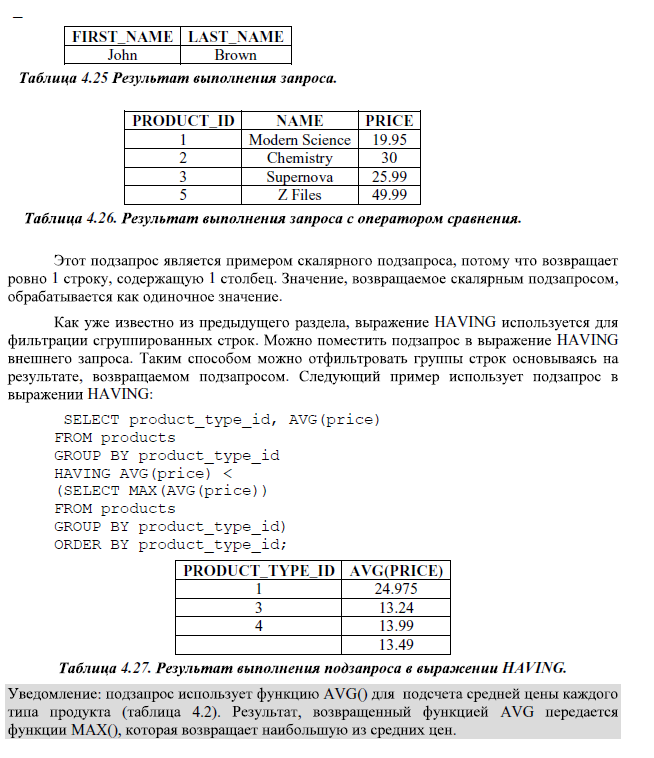 FIRST_NAME LAST_NAME
John Brown
Таблица 4.25 Результат выполнения запроса.
PRODUCT_ID NAME PRICE
1 Modern Science 19.95
2 Chemistry 30
3 Supernova 25.99
5 Z Files 49.99
Таблица 4.26. Результат выполнения запроса с оператором сравнения.
Этот подзапрос является примером скалярного подзапроса, потому что возвращает
ровно 1 строку, содержащую 1 столбец. Значение, возвращаемое скалярным подзапросом,
обрабатывается как одиночное значение.
Как уже известно из предыдущего раздела, выражение HAVING используется для
фильтрации сгруппированных строк. Можно поместить подзапрос в выражение HAVING
внешнего запроса. Таким способом можно отфильтровать группы строк основываясь на
результате, возвращаемом подзапросом. Следующий пример использует подзапрос в
выражении HAVING:
SELECT product_type_id, AVG(price)
FROM products
GROUP BY product_type_id
HAVING AVG(price) <
(SELECT MAX(AVG(price))
FROM products
GROUP BY product_type_id)
ORDER BY product_type_id;
PRODUCT_TYPE_ID AVG(PRICE)
1 24.975
3 13.24
4 13.99
13.49
Таблица 4.27. Результат выполнения подзапроса в выражении HAVING.
Уведомление: подзапрос использует функцию AVG() для подсчета средней цены каждого
типа продукта (таблица 4.2). Результат, возвращенный функцией AVG передается
функции MAX(), которая возвращает наибольшую из средних цен.